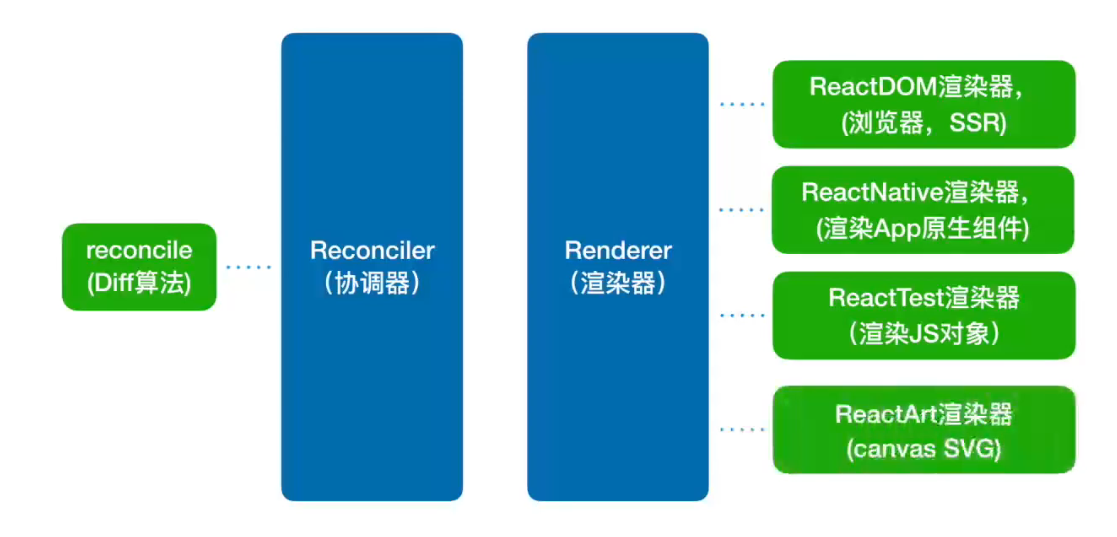 reconcile
(Diff算法)
Reconciler
（协调器）
Renderer
（渲染器）
ReactDOM渲染器，
(浏览器，SSR)
ReactNative渲染器，
(渲染App原生组件)
ReactTest渲染器
（渲染JS对象）
ReactArt渲染器
(canvas SVG)